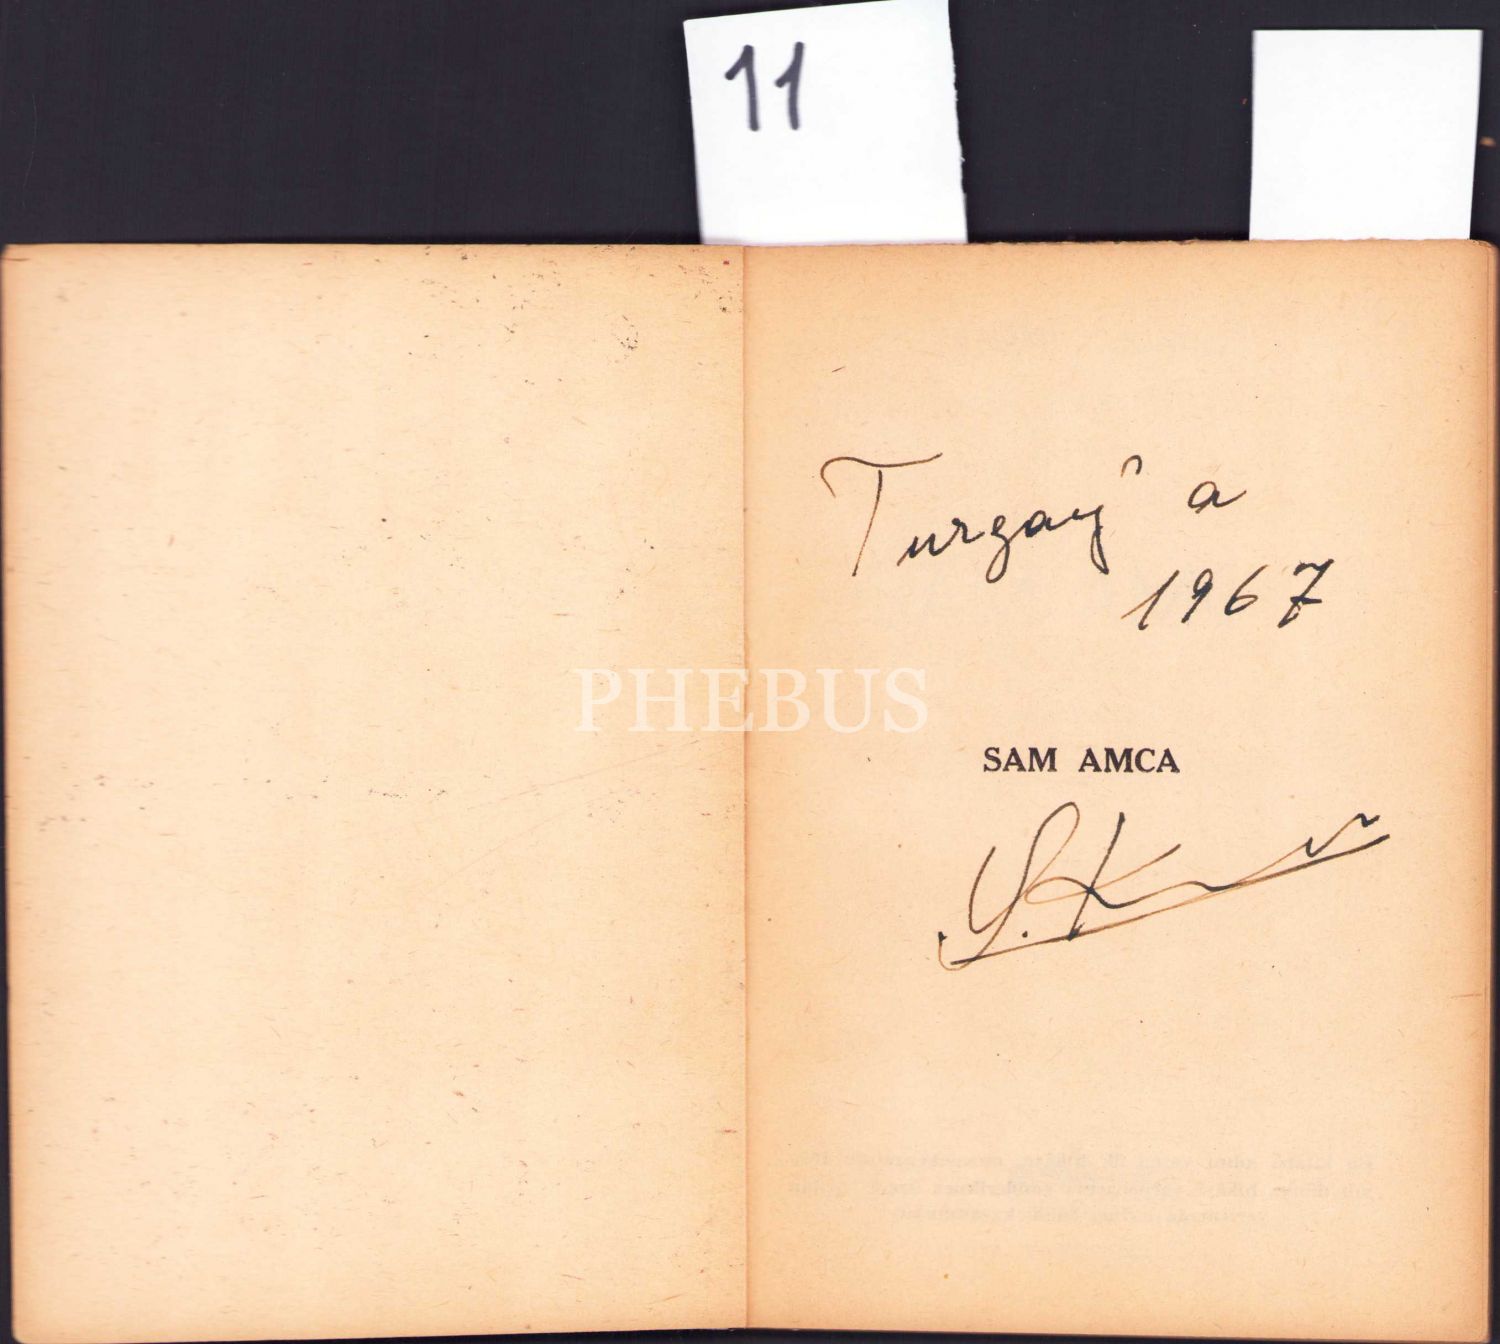 11
Turgay'a
1967
PHEBUS
SAM AMCA